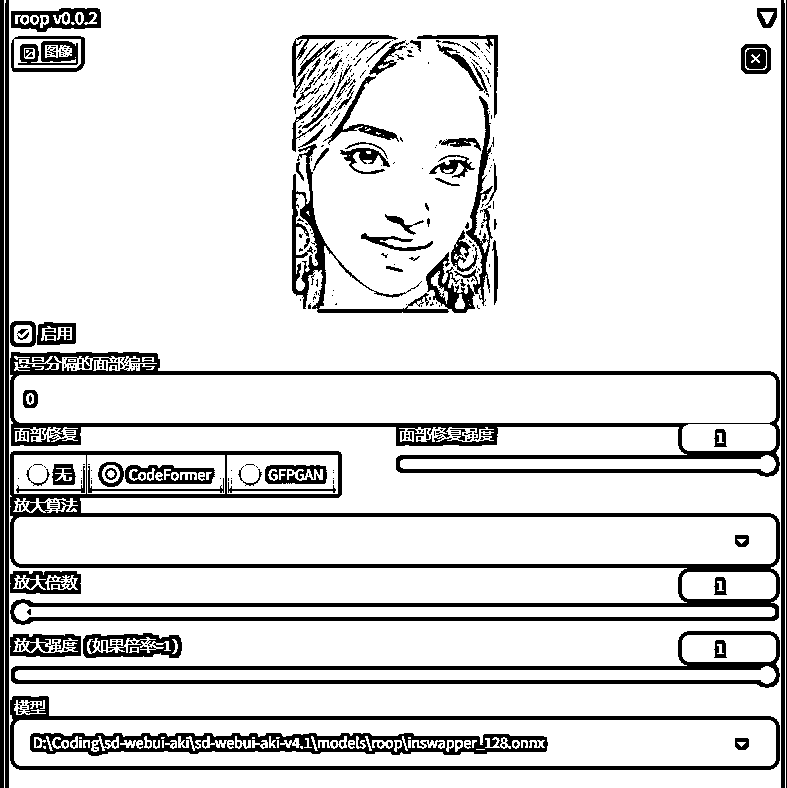 roop v0.0.2
图像
启用
逗号分隔的面部编号
0
面部修复
面部修复强度
1
无
CodeFormer
GFPGAN
放大算法
放大倍数
1
放大强度 (如果倍率=1)
1
模型
D:\Coding\sd-webui-aki\sd-webui-aki-v4.1\models\roop\inswapper_128.onnx